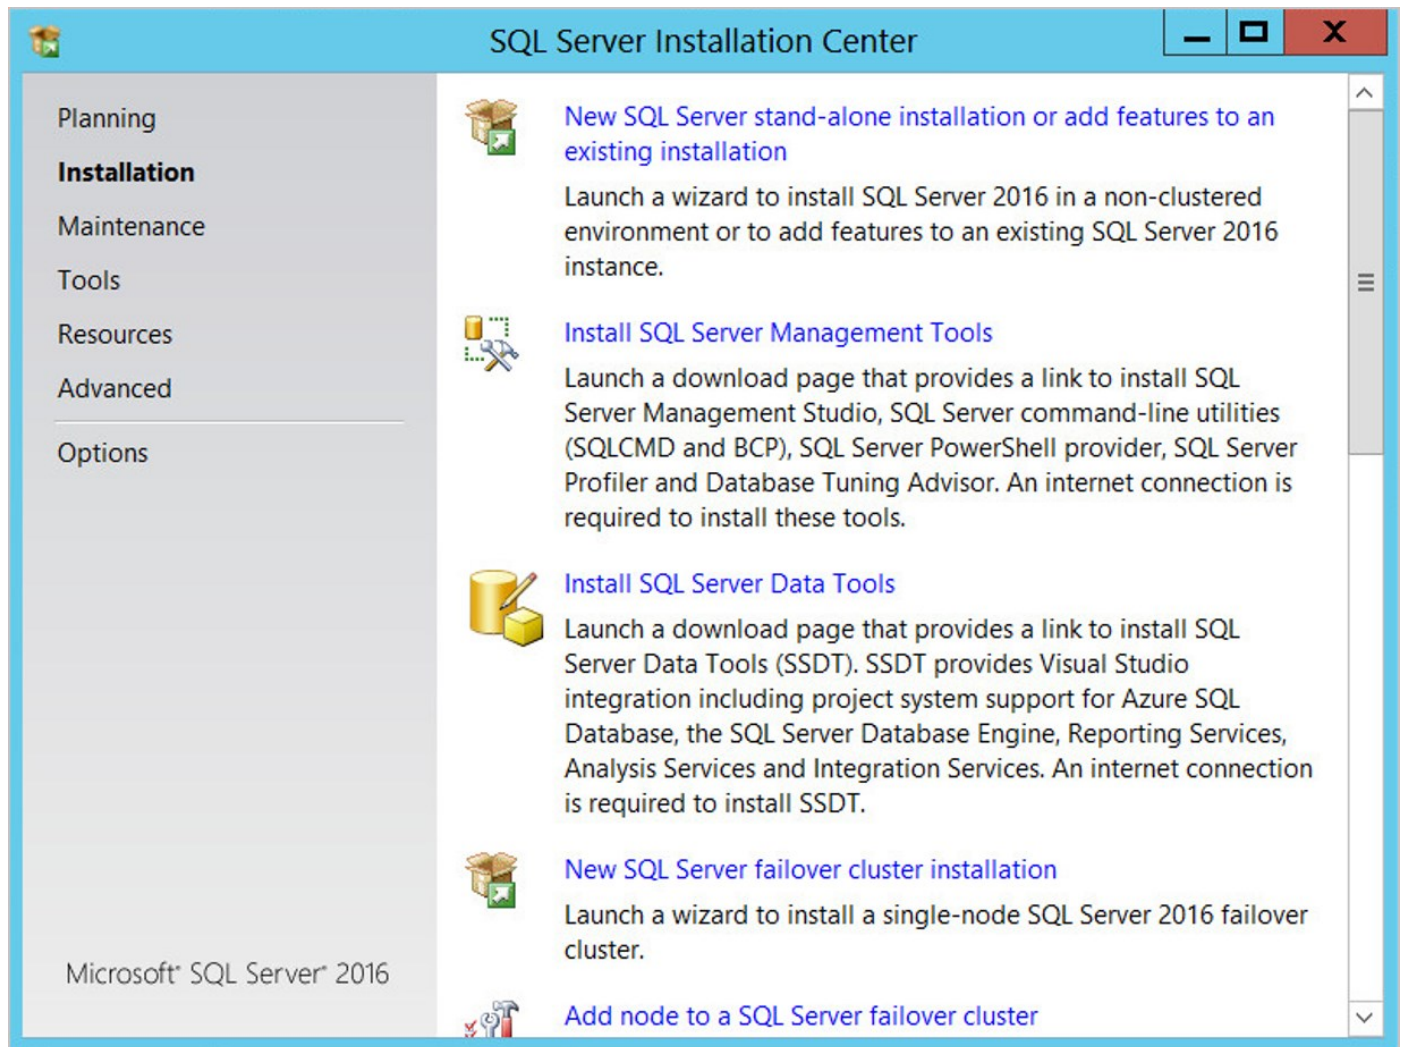 SQL Server Installation Center
Planning
Installation
Maintenance
Tools
Resources
Advanced
Options
Microsoft® SQL Server® 2016
New SQL Server stand-alone installation or add features to an
existing installation
Launch a wizard to install SQL Server 2016 in a non-clustered
environment or to add features to an existing SQL Server 2016
instance.
Install SQL Server Management Tools
Launch a download page that provides a link to install SQL
Server Management Studio, SQL Server command-line utilities
(SQLCMD and BCP), SQL Server PowerShell provider, SQL Server
Profiler and Database Tuning Advisor. An internet connection is
required to install these tools.
Install SQL Server Data Tools
Launch a download page that provides a link to install SQL
Server Data Tools (SSDT). SSDT provides Visual Studio
integration including project system support for Azure SQL
Database, the SQL Server Database Engine, Reporting Services,
Analysis Services and Integration Services. An internet connection
is required to install SSDT.
New SQL Server failover cluster installation
Launch a wizard to install a single-node SQL Server 2016 failover
cluster.
Add node to a SQL Server failover cluster